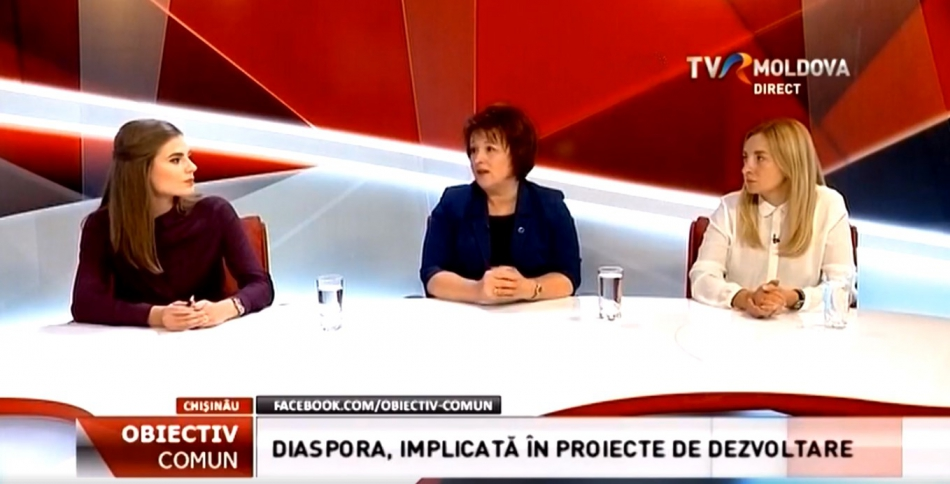 TVR MOLDOVA
DIRECT
CHIȘINĂU
FACEBOOK.COM/OBIECTIV-COMUN
OBIECTIV
COMUN
DIASPORA, IMPLICATĂ ÎN PROIECTE DE DEZVOLTARE